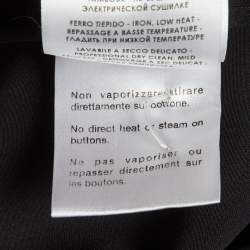 ЭЛЕКТРИЧЕСКОЙ СУШИЛКЕ
FERRO TIEPIDO - IRON, LOW HEAT -
REPASSAGE A BASSE TEMPERATURE -
ГЛАДИТЬ ПРИ НИЗКОЙ ТЕМПЕРАТУРЕ
LAVABILE A SECCO DELICATO -
PROFESSIONAL DRY CLEAN, MILD
Non vaporizzare/stirare
direttamente sul bottone.
No direct heat or steam on
buttons.
Ne pas vaporiser ou
repasser directement sur
les boutons.